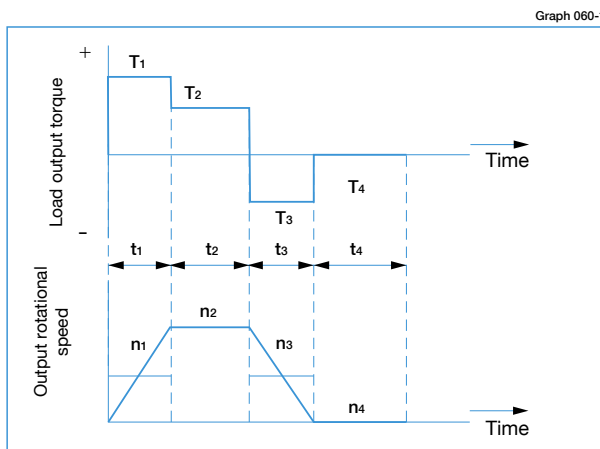 Graph 060-
+
T1
T2
Load output torque
Time
T4
T3
-
t1 t2 t3 t4
Output rotational
speed
n2
n1 n3
n4
Time